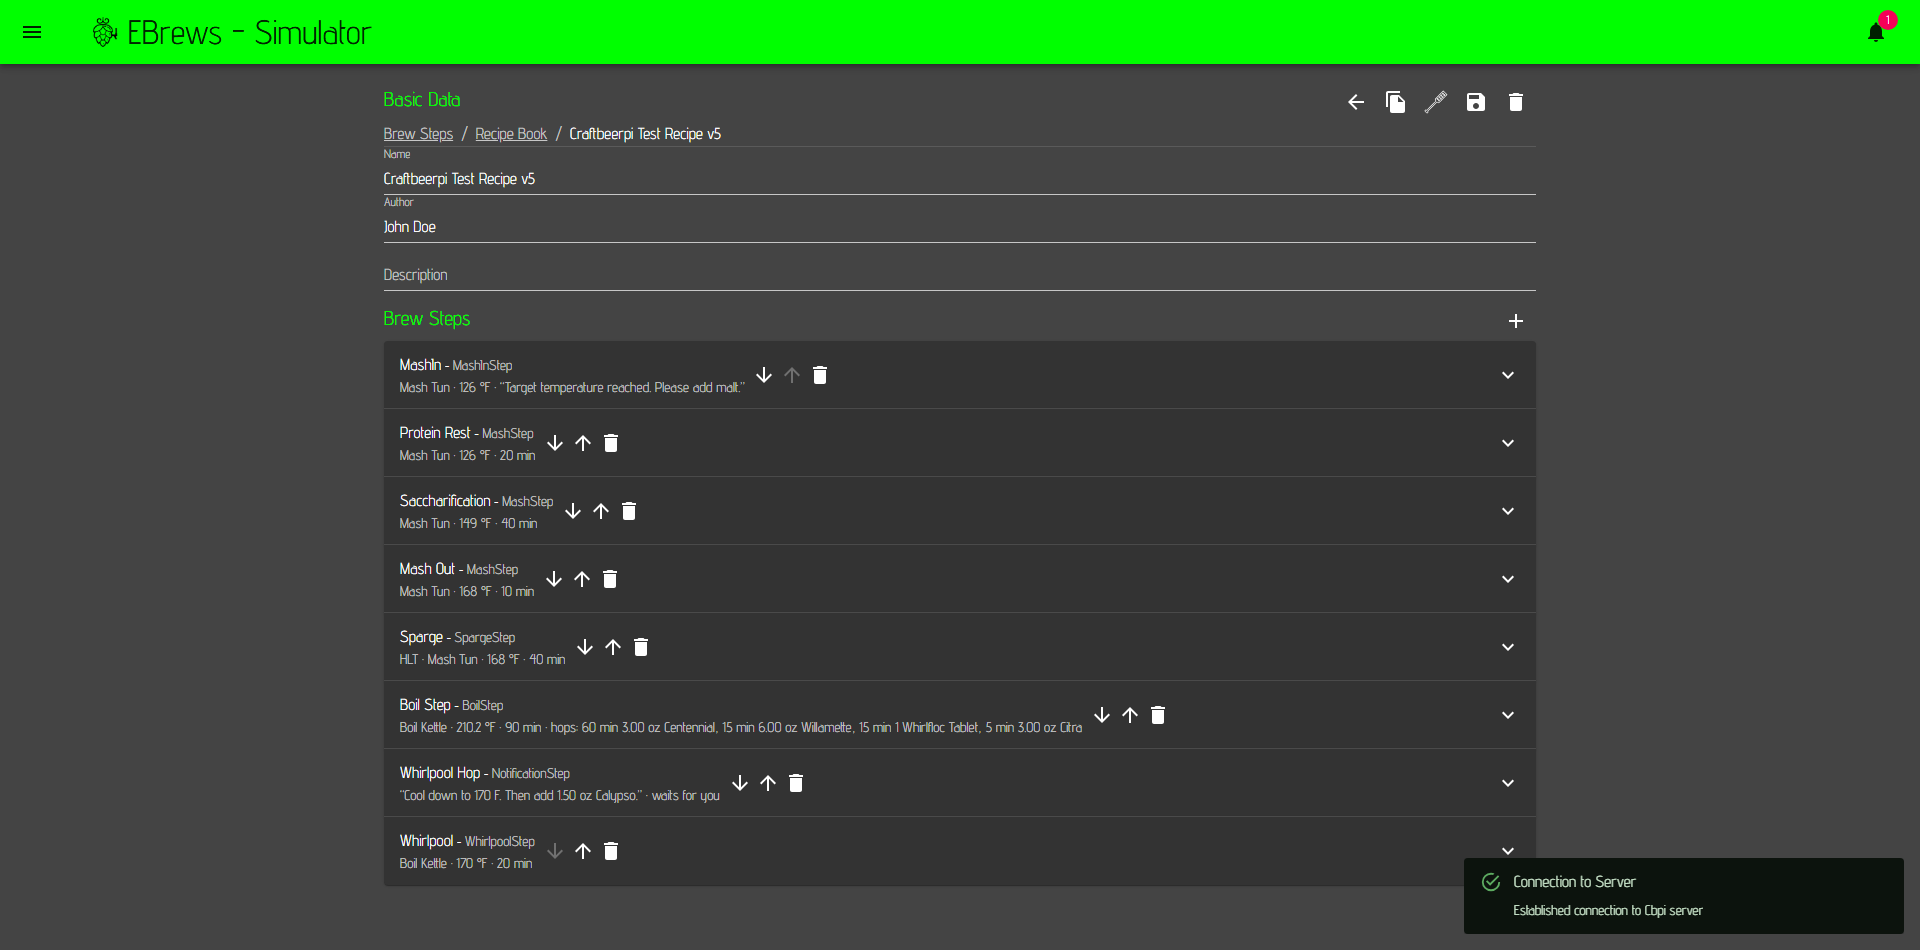 EBrews - Simulator
1
Basic Data
Brew Steps / Recipe Book / Craftbeerpi Test Recipe v5
Name
Craftbeerpi Test Recipe v5
Author
John Doe
Description
Brew Steps
MashIn - MashInStep
Mash Tun · 126 °F · “Target temperature reached. Please add malt.”
Protein Rest - MashStep
Mash Tun · 126 °F · 20 min
Saccharification - MashStep
Mash Tun · 149 °F · 40 min
Mash Out - MashStep
Mash Tun · 168 °F · 10 min
Sparge - SpargeStep
HLT · Mash Tun · 168 °F · 40 min
Boil Step - BoilStep
Boil Kettle · 210.2 °F · 90 min · hops: 60 min 3.00 oz Centennial, 15 min 6.00 oz Willamette, 15 min 1 Whirlfloc Tablet, 5 min 3.00 oz Citra
Whirlpool Hop - NotificationStep
“Cool down to 170 F. Then add 1.50 oz Calypso.” · waits for you
Whirlpool - WhirlpoolStep
Boil Kettle · 170 °F · 20 min
Connection to Server
Established connection to Cbpi server